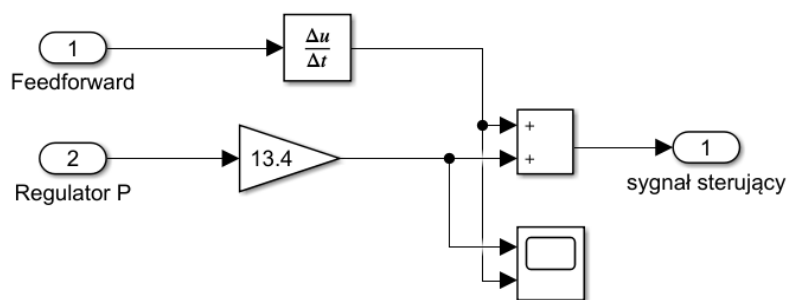 1
Δu
Δt
Feedforward
2
13.4
Regulator P
+
+
1
sygnał sterujący